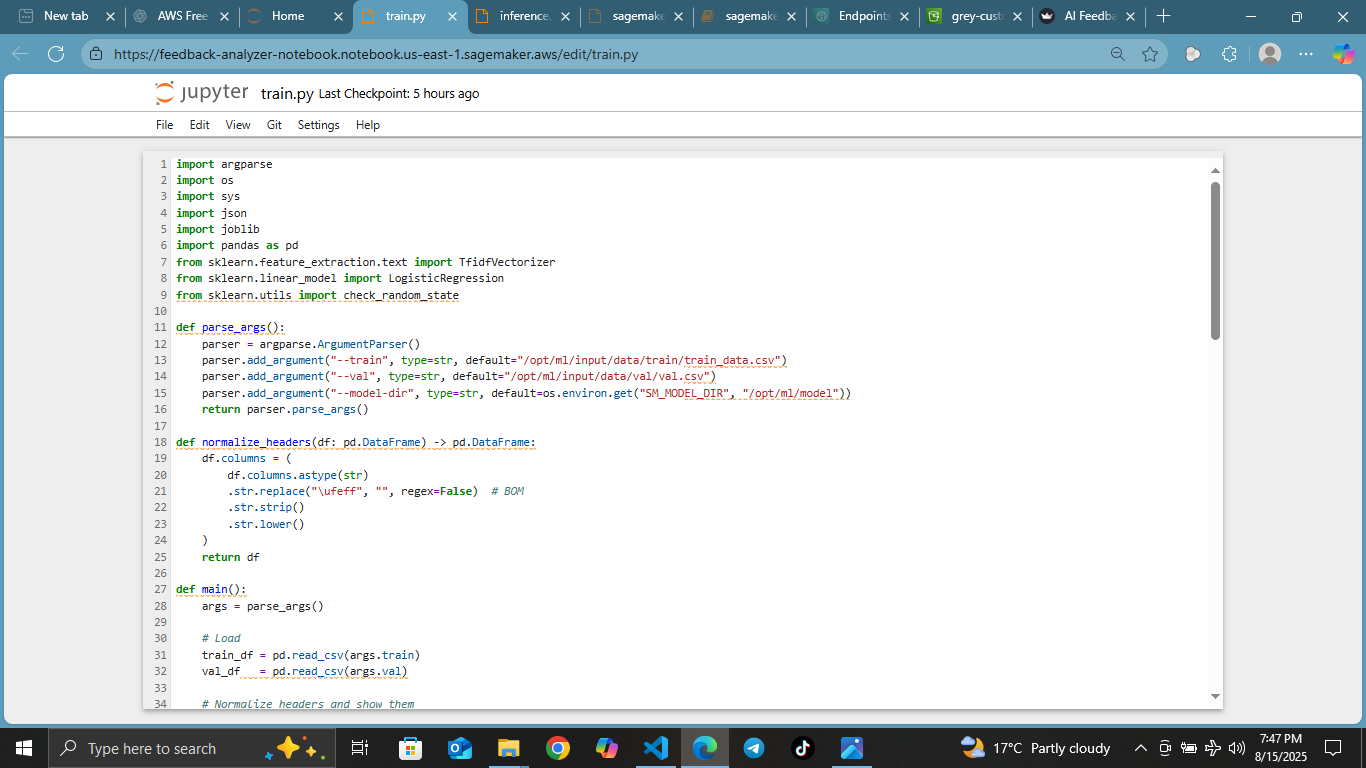 New tab
AWS Free
Home
train.py
inference.
sagemake
sagemake
Endpoints
grey-cust
AI Feedba
https://feedback-analyzer-notebook.notebook.us-east-1.sagemaker.aws/edit/train.py
jupyter train.py Last Checkpoint: 5 hours ago
File Edit View Git Settings Help
1 import argparse
2 import os
3 import sys
4 import json
5 import joblib
6 import pandas as pd
7 from sklearn.feature_extraction.text import TfidfVectorizer
8 from sklearn.linear_model import LogisticRegression
9 from sklearn.utils import check_random_state
10
11 def parse_args():
12     parser = argparse.ArgumentParser()
13     parser.add_argument("--train", type=str, default="/opt/ml/input/data/train/train_data.csv")
14     parser.add_argument("--val", type=str, default="/opt/ml/input/data/val/val.csv")
15     parser.add_argument("--model-dir", type=str, default=os.environ.get("SM_MODEL_DIR", "/opt/ml/model"))
16     return parser.parse_args()
17
18 def normalize_headers(df: pd.DataFrame) -> pd.DataFrame:
19     df.columns = (
20         df.columns.astype(str)
21         .str.replace("\ufeff", "", regex=False)  # BOM
22         .str.strip()
23         .str.lower()
24     )
25     return df
26
27 def main():
28     args = parse_args()
29
30     # Load
31     train_df = pd.read_csv(args.train)
32     val_df   = pd.read_csv(args.val)
33
34     # Normalize headers and show them
Type here to search
17°C Partly cloudy
7:47 PM
8/15/2025